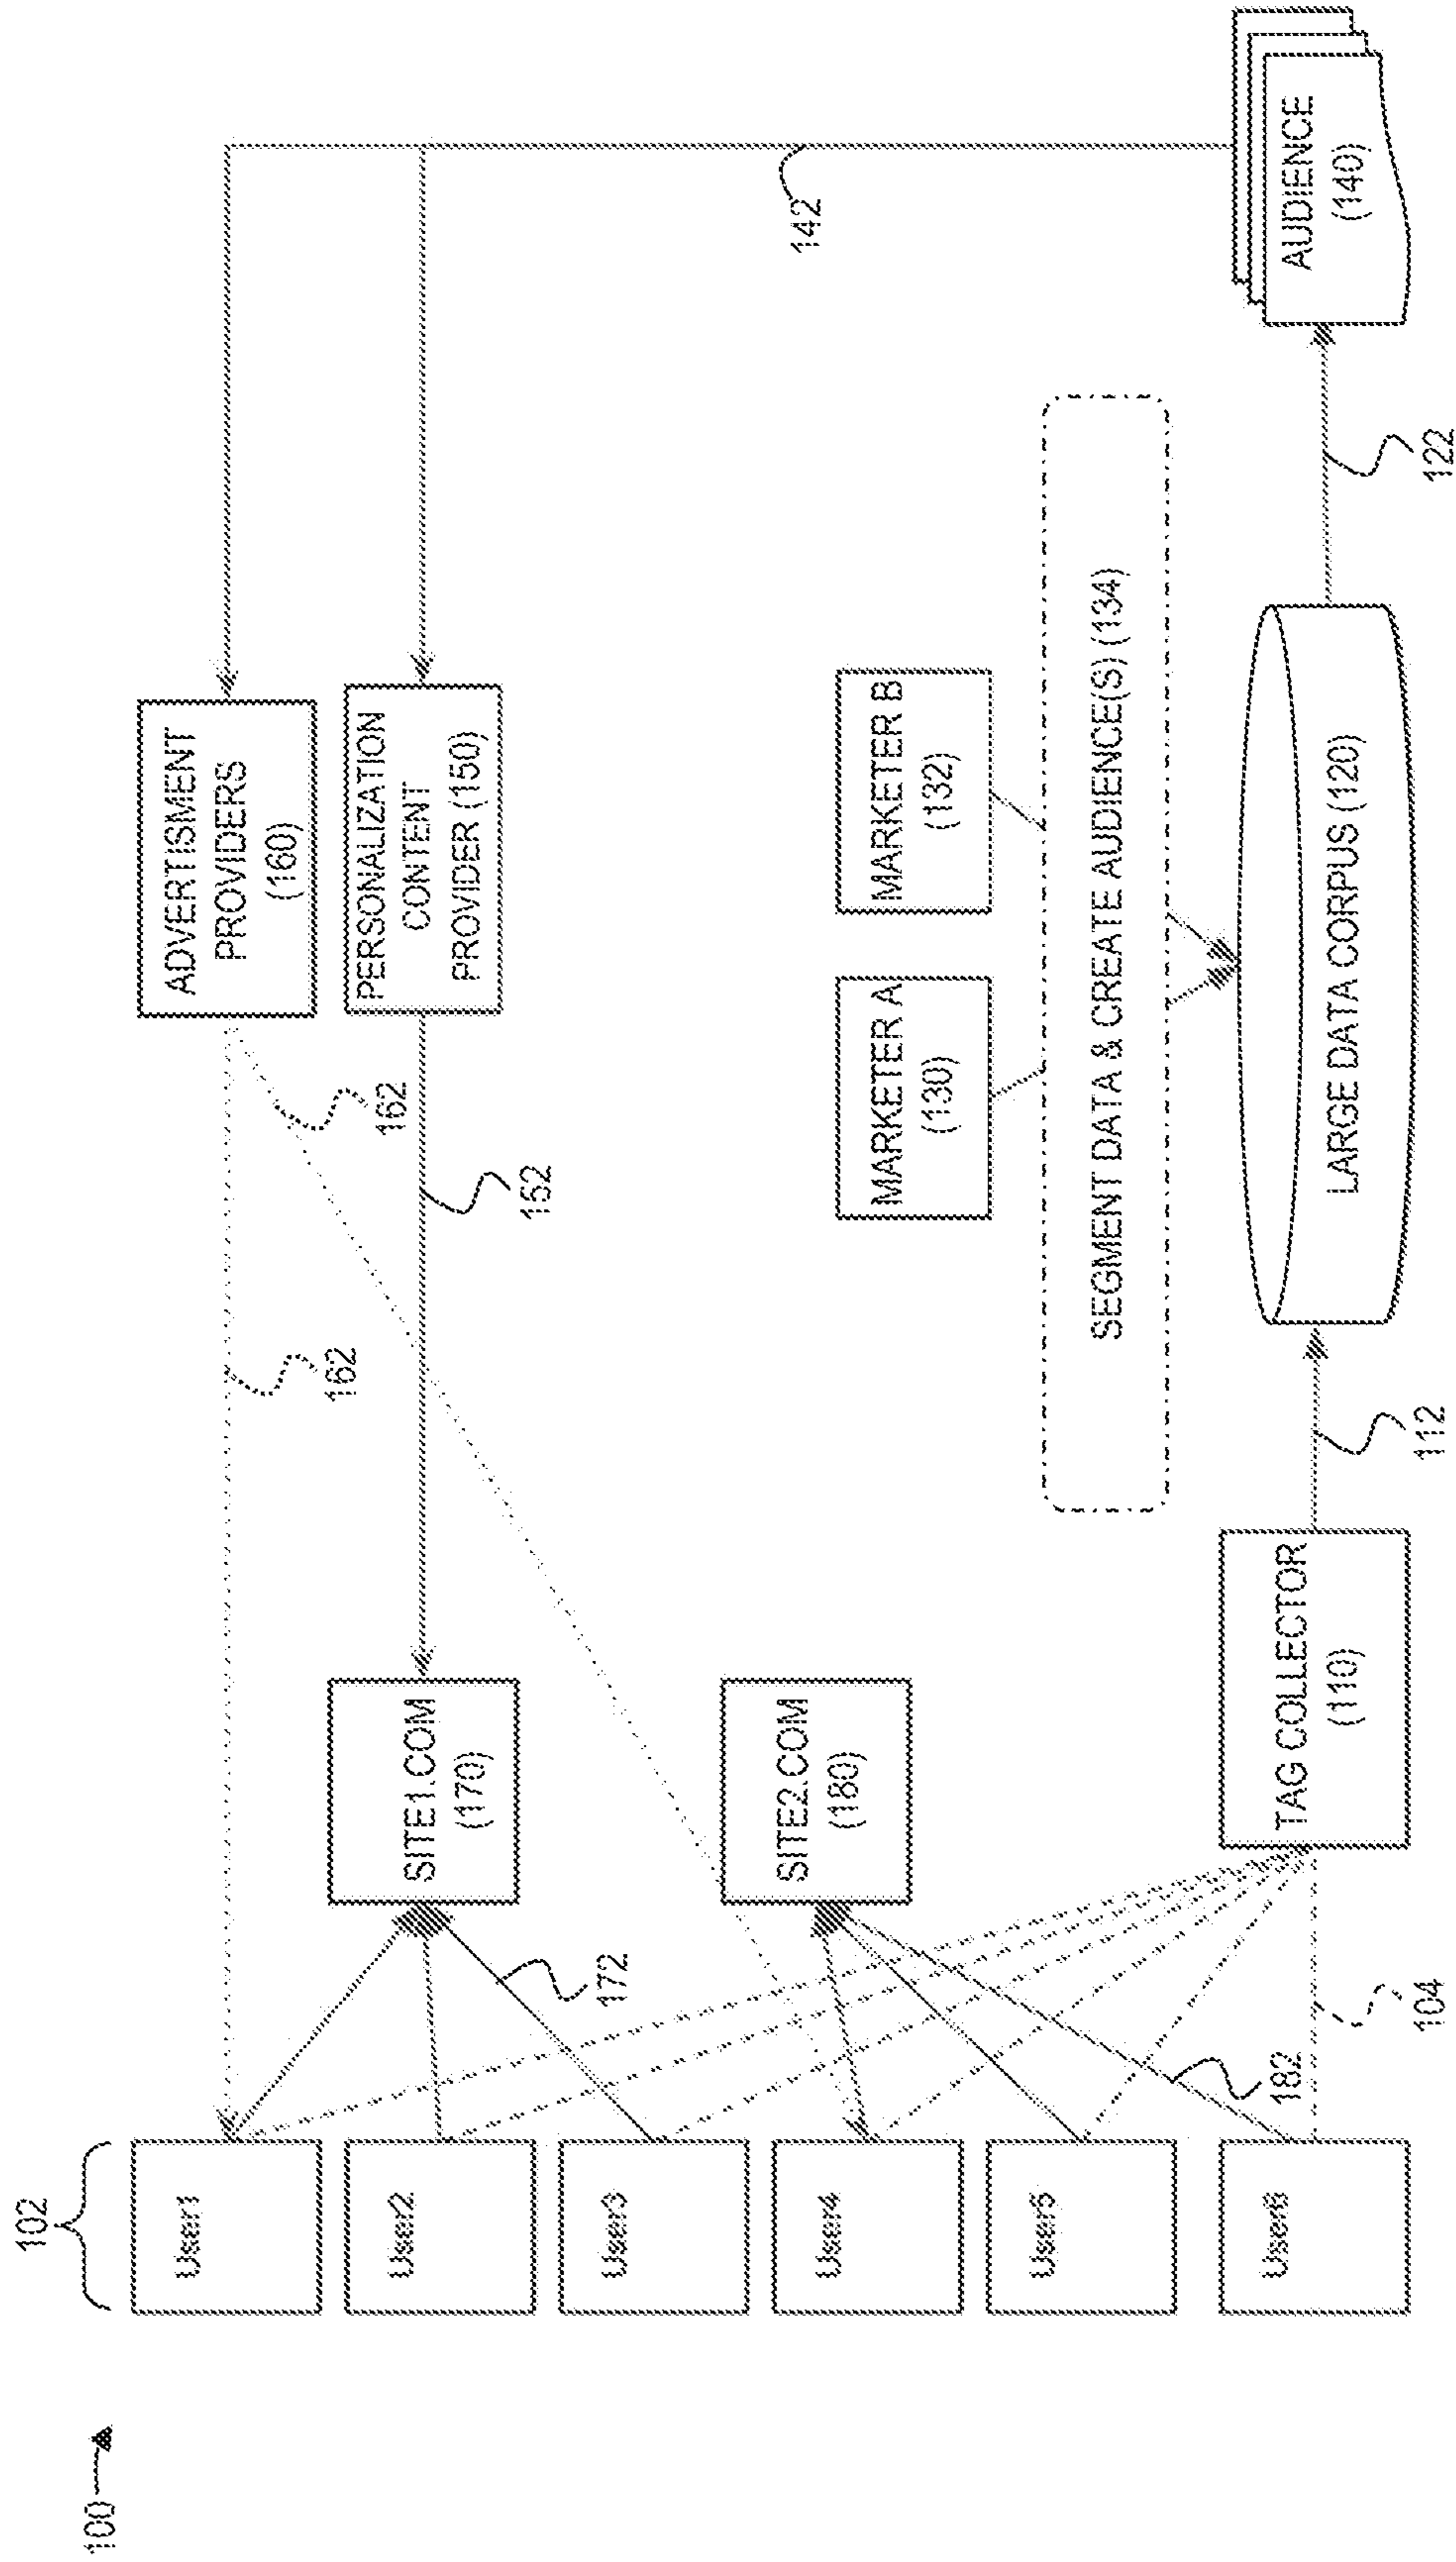 100
102
User1
User2
User3
User4
User5
User6
ADVERTISMENT
PROVIDERS
(160)
PERSONALIZATION
CONTENT
PROVIDER (150)
162
162
152
SITE1.COM
(170)
172
SITE2.COM
(180)
182
104
142
MARKETER A
(130)
MARKETER B
(132)
SEGMENT DATA & CREATE AUDIENCE(S) (134)
TAG COLLECTOR
(110)
112
LARGE DATA CORPUS (120)
122
AUDIENCE
(140)